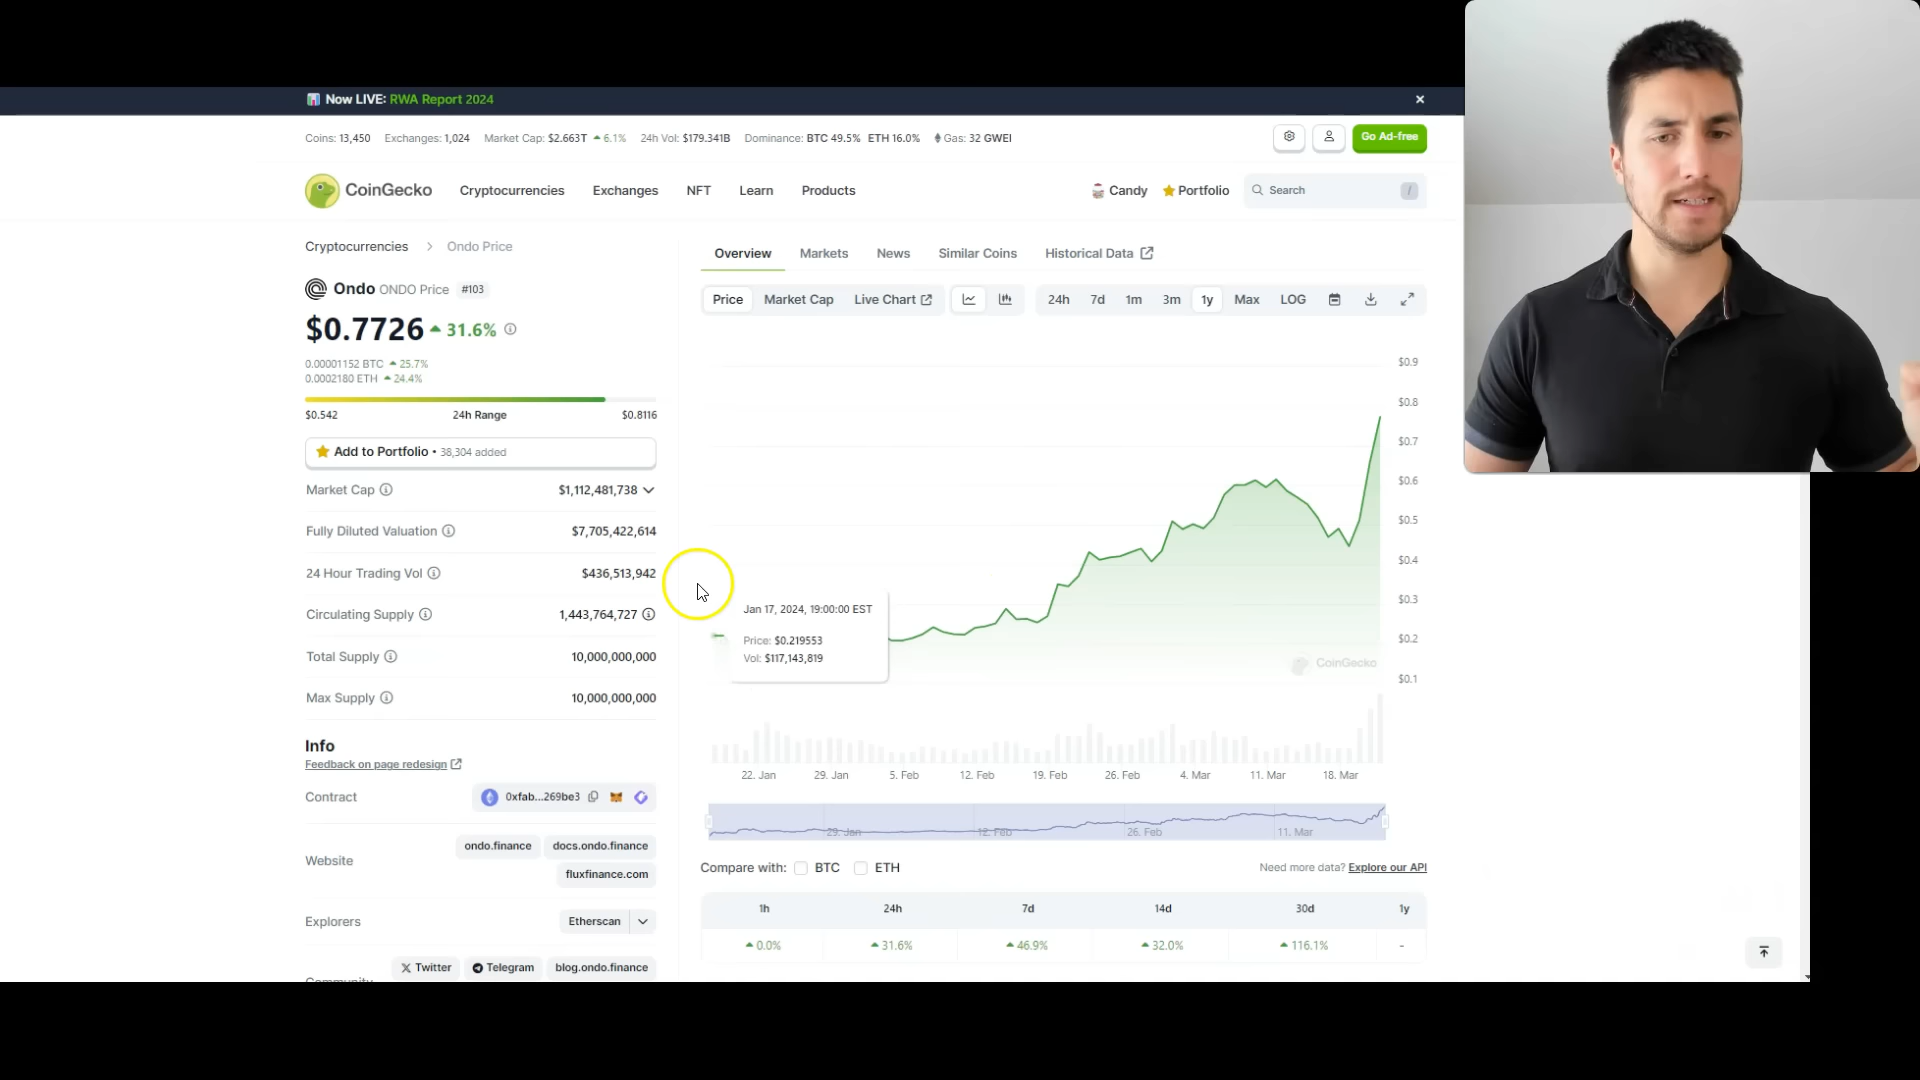 Now LIVE: RWA Report 2024
Coins: 13,450 Exchanges: 1,024 Market Cap: $2.663T 6.1% 24h Vol: $179.341B Dominance: BTC 49.5% ETH 16.0% Gas: 32 GWEI
Go Ad-free
CoinGecko Cryptocurrencies Exchanges NFT Learn Products Candy Portfolio Search /
Cryptocurrencies > Ondo Price
Ondo ONDO Price #103
$0.7726 31.6%
0.00001152 BTC 25.7%
0.0002180 ETH 24.4%
$0.542 24h Range $0.8116
Add to Portfolio • 38,304 added
Market Cap $1,112,481,738
Fully Diluted Valuation $7,705,422,614
24 Hour Trading Vol $436,513,942
Circulating Supply 1,443,764,727
Total Supply 10,000,000,000
Max Supply 10,000,000,000
Info
Feedback on page redesign
Contract 0xfab...269be3
Website ondo.finance docs.ondo.finance
fluxfinance.com
Explorers Etherscan
Community Twitter Telegram blog.ondo.finance
Overview Markets News Similar Coins Historical Data
Price Market Cap Live Chart 24h 7d 1m 3m 1y Max LOG
$0.9
$0.8
$0.7
$0.6
$0.5
$0.4
$0.3
$0.2
$0.1
Jan 17, 2024, 19:00:00 EST
Price: $0.219553
Vol: $117,143,819
CoinGecko
22. Jan 29. Jan 5. Feb 12. Feb 19. Feb 26. Feb 4. Mar 11. Mar 18. Mar
29. Jan 12. Feb 26. Feb 11. Mar
Compare with: BTC ETH Need more data? Explore our API
1h 24h 7d 14d 30d 1y
0.0% 31.6% 46.9% 32.0% 116.1% -